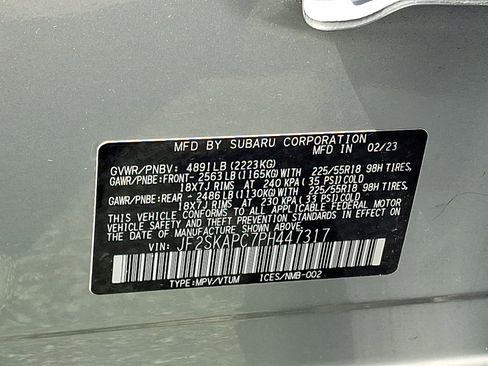 MFD BY SUBARU CORPORATION
MFD IN 02/23
GVWR/PNBV: 4891LB (2223KG)
GAWR/PNBE:FRONT- 2563LB (1165KG)WITH 225/55R18 98H TIRES,
18X7J RIMS AT 240 KPA (35 PSI)COLD
GAWR/PNBE:REAR - 2486LB(1130KG)WITH 225/55R18 98H TIRES,
18X7J RIMS AT 230 KPA (33 PSI)COLD
THIS VEHICLE CONFORMS TO ALL APPLICABLE FEDERAL MOTOR
VEHICLE SAFETY, BUMPER, AND THEFT PREVENTION STANDARDS IN EFFECT
ON THE DATE OF MANUFACTURE SHOWN ABOVE.
VIN: JF2SKAPC7PH447317
TYPE:MPV/VTUM ICES/NMB-002